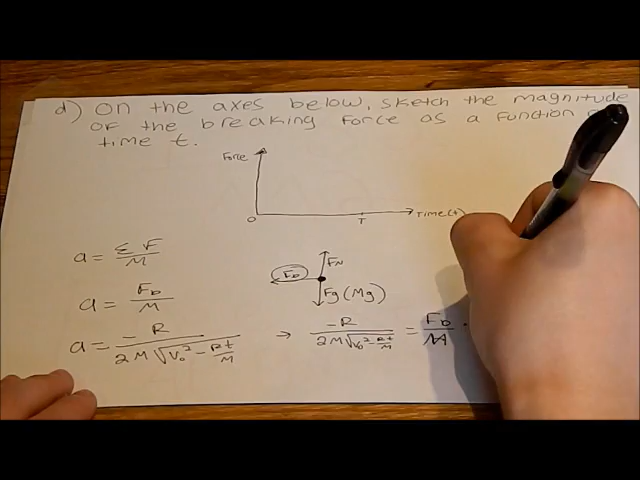 d) On the axes below, sketch the magnitude
of the breaking force as a function
time t.
Force
0 T Time(t)
a = ΣF/M
FN
Fb
Fg(Mg)
a = Fb/M
a = -R/(2M√(V₀² - Rt/M)) → -R/(2M√(V₀² - Rt/M)) = Fb/M ·